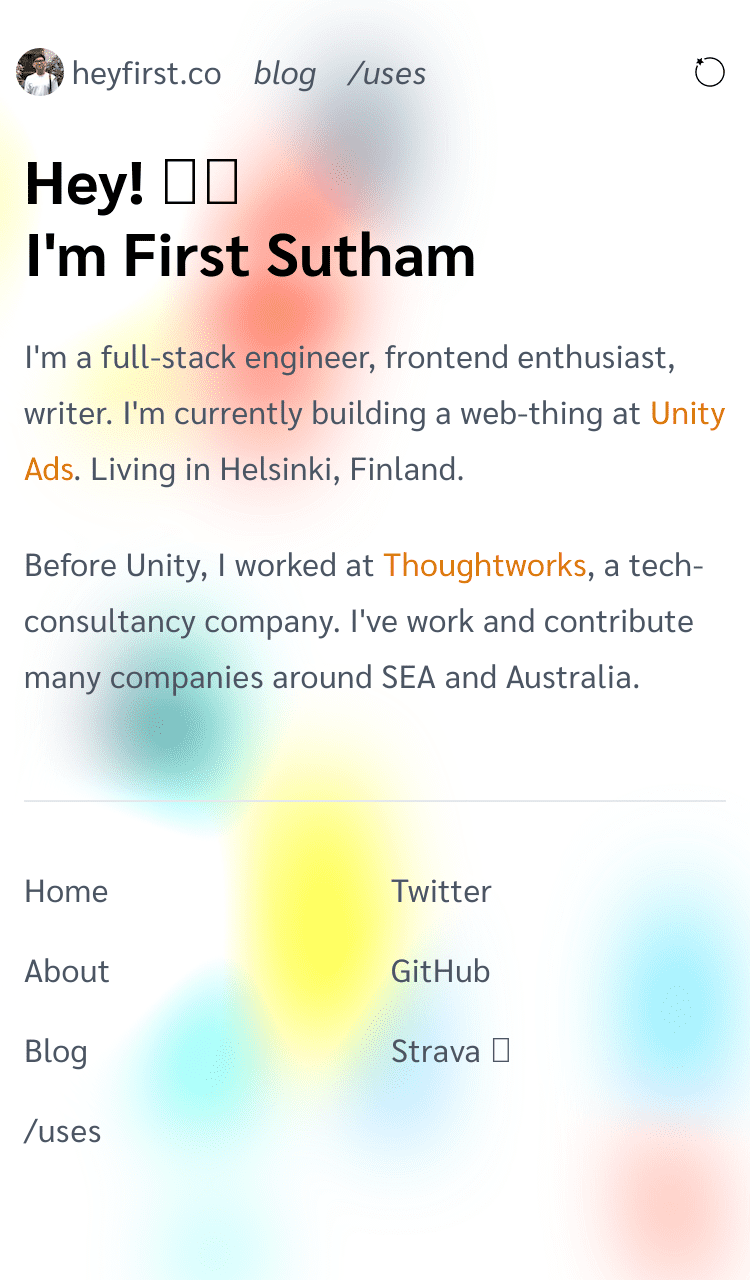 heyfirst.co blog /uses
Hey! 
I'm First Sutham
I'm a full-stack engineer, frontend enthusiast,
writer. I'm currently building a web-thing at Unity
Ads. Living in Helsinki, Finland.
Before Unity, I worked at Thoughtworks, a tech-
consultancy company. I've work and contribute
many companies around SEA and Australia.
Home
About
Blog
/uses
Twitter
GitHub
Strava